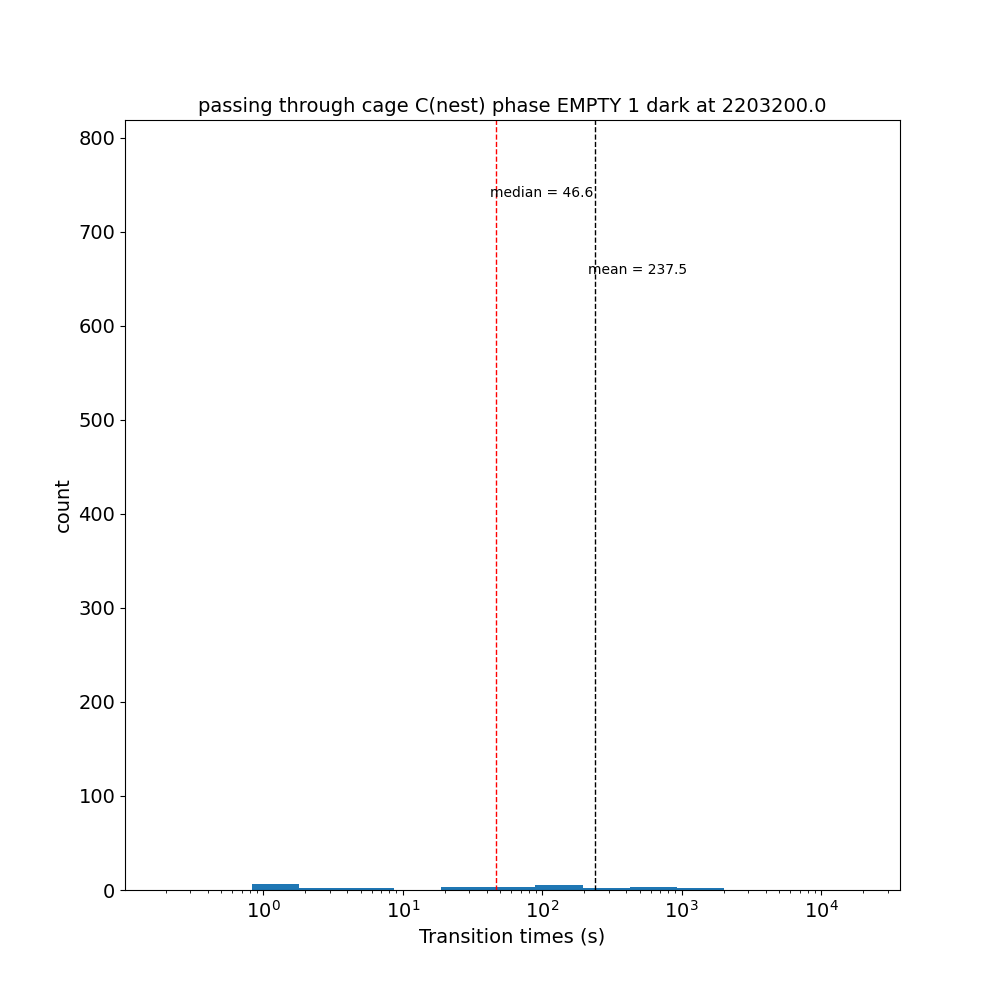 passing through cage C(nest) phase EMPTY 1 dark at 2203200.0
800
median = 46.6
700
mean = 237.5
600
500
count
400
300
200
100
0
10⁰ 10¹ 10² 10³ 10⁴
Transition times (s)